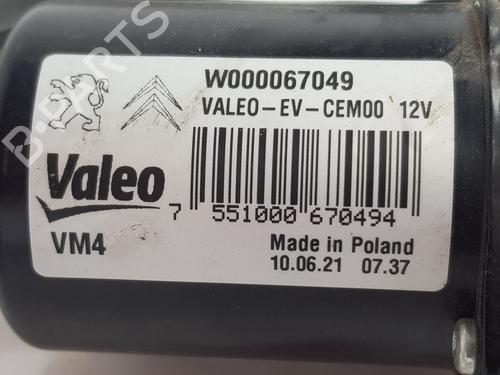 W000067049
VALEO-EV-CEM00 12V
Valeo
7 551000 670494
VM4
Made in Poland
10.06.21 07.37
B-PARTS